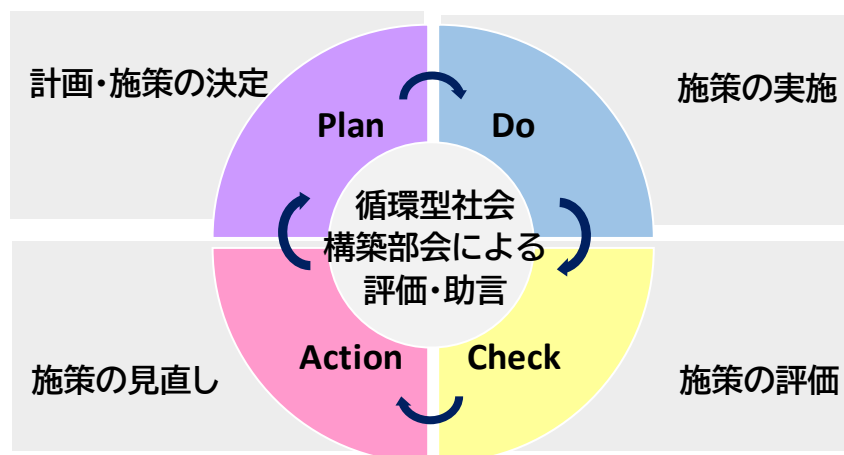 計画・施策の決定
Plan
Do
施策の実施
循環型社会
構築部会による
評価・助言
施策の見直し
Action
Check
施策の評価